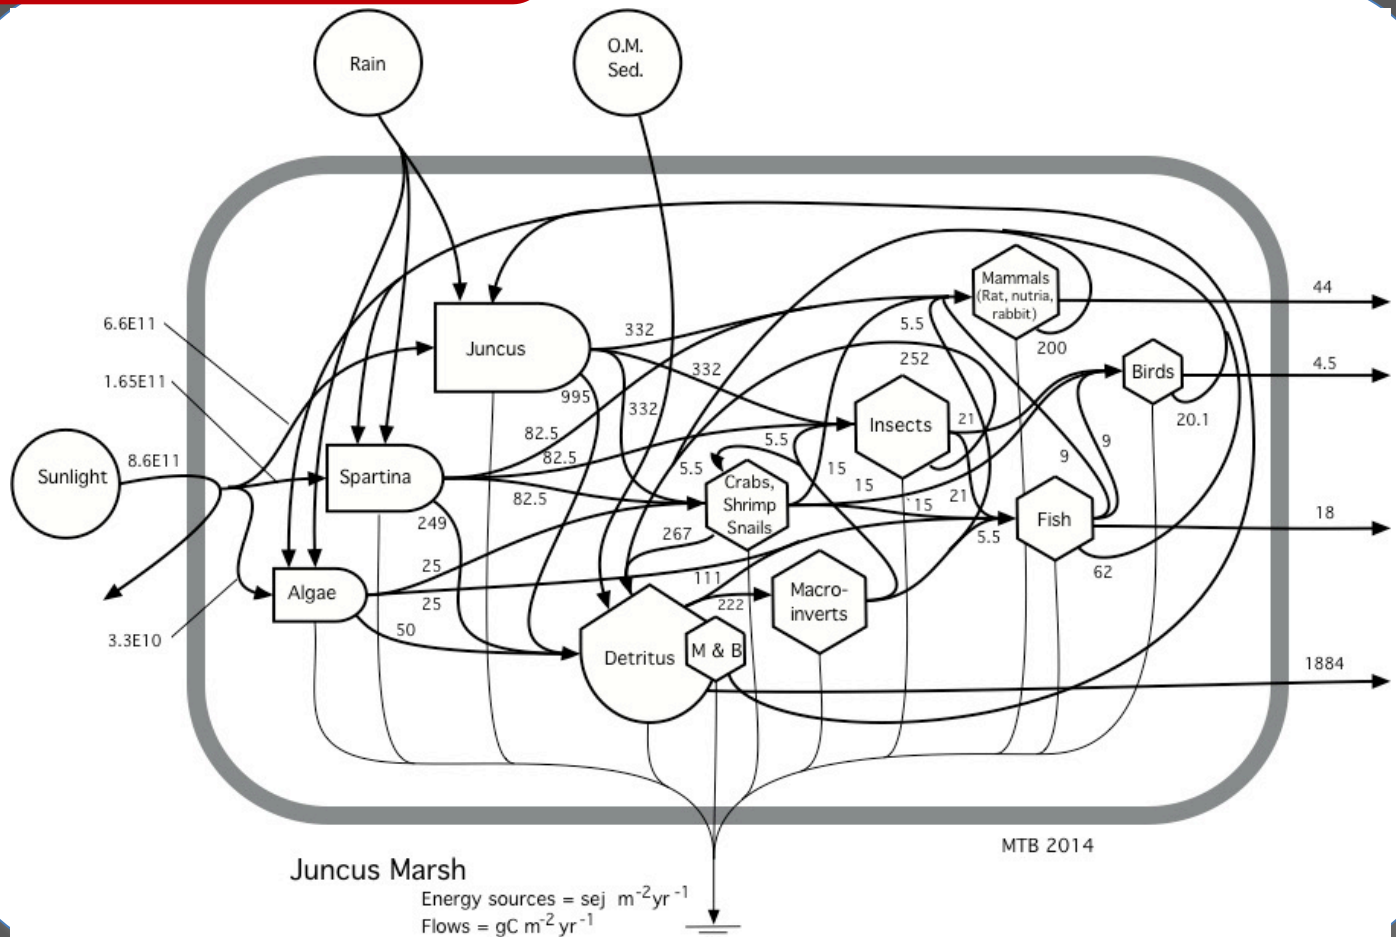 Rain
O.M.
Sed.
6.6E11
1.65E11
Sunlight
8.6E11
3.3E10
Juncus
332
332
332
995
Spartina
82.5
82.5
82.5
249
Algae
25
25
50
Mammals
(Rat, nutria,
rabbit)
44
200
5.5
252
Insects
21
21
Birds
4.5
20.1
9
9
5.5
5.5
Crabs,
Shrimp
Snails
15
15
15
267
Fish
18
5.5
62
111
222
Macro-
inverts
Detritus
M & B
1884
MTB 2014
Juncus Marsh
Energy sources = sej m-2yr-1
Flows = gC m-2 yr-1